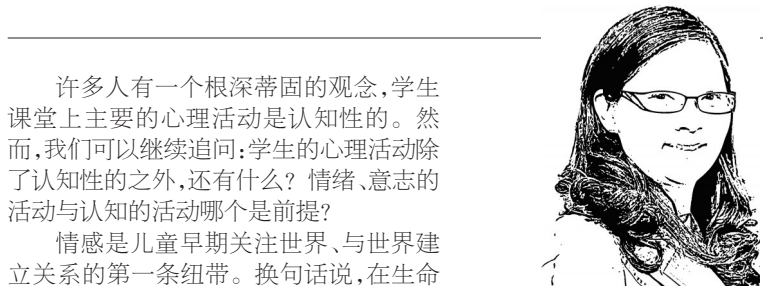 许多人有一个根深蒂固的观念,学生
课堂上主要的心理活动是认知性的。然
而,我们可以继续追问:学生的心理活动除
了认知性的之外,还有什么? 情绪、意志的
活动与认知的活动哪个是前提?
情感是儿童早期关注世界、与世界建
立关系的第一条纽带。换句话说,在生命